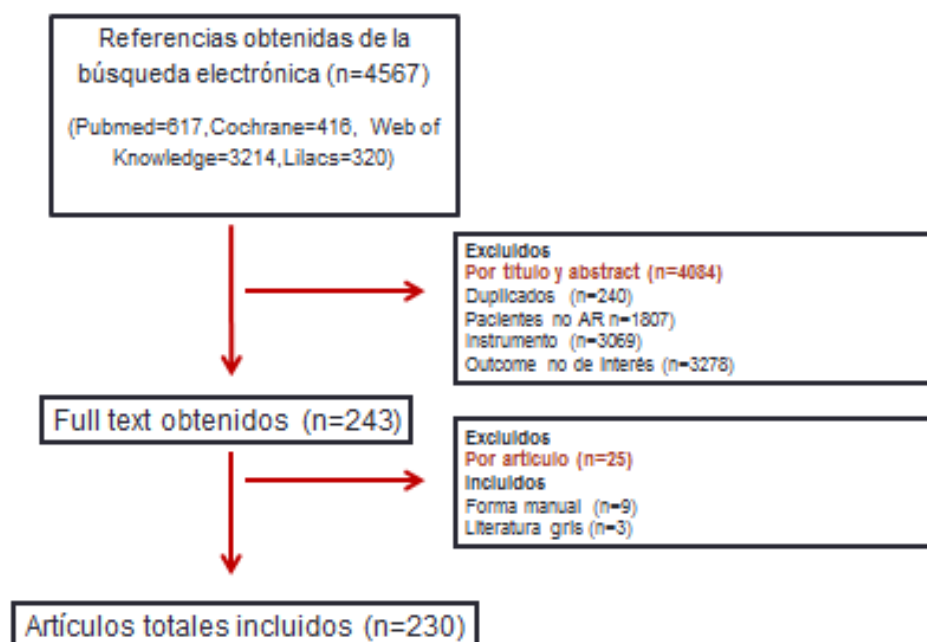 Referencias obtenidas de la
búsqueda electrónica (n=4567)
(Pubmed=617,Cochrane=416, Web of
Knowledge=3214,Lilacs=320)
Excluidos
Por título y abstract (n=4084)
Duplicados (n=240)
Pacientes no AR n=1807)
Instrumento (n=3069)
Outcome no de interés (n=3278)
Full text obtenidos (n=243)
Excluidos
Por articulo (n=25)
Incluidos
Forma manual (n=9)
Literatura gris (n=3)
Artículos totales incluidos (n=230)